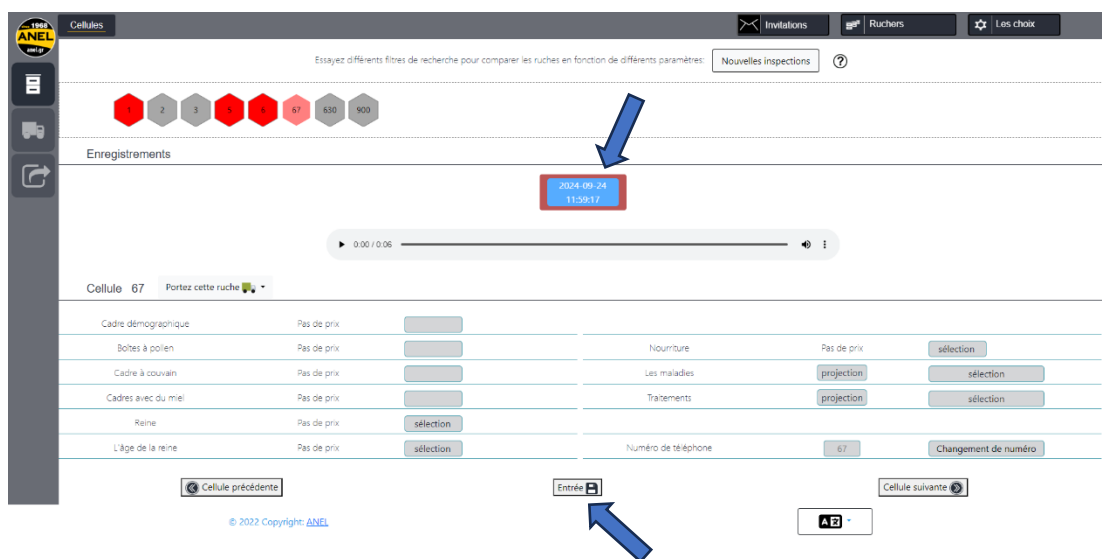 1968
ANEL
anel.gr
Cellules
Invitations
Ruchers
Les choix
Essayez différents filtres de recherche pour comparer les ruches en fonction de différents paramètres:
Nouvelles inspections
?
1 2 3 5 6 67 630 900
Enregistrements
2024-09-24
11:59:17
0:00 / 0:06
Cellule 67 Portez cette ruche
Cadre démographique Pas de prix
Boîtes à pollen Pas de prix
Nourriture Pas de prix sélection
Cadre à couvain Pas de prix
Les maladies projection sélection
Cadres avec du miel Pas de prix
Traitements projection sélection
Reine Pas de prix sélection
L'âge de la reine Pas de prix sélection
Numéro de téléphone 67 Changement de numéro
Cellule précédente
Entrée
Cellule suivante
© 2022 Copyright: ANEL